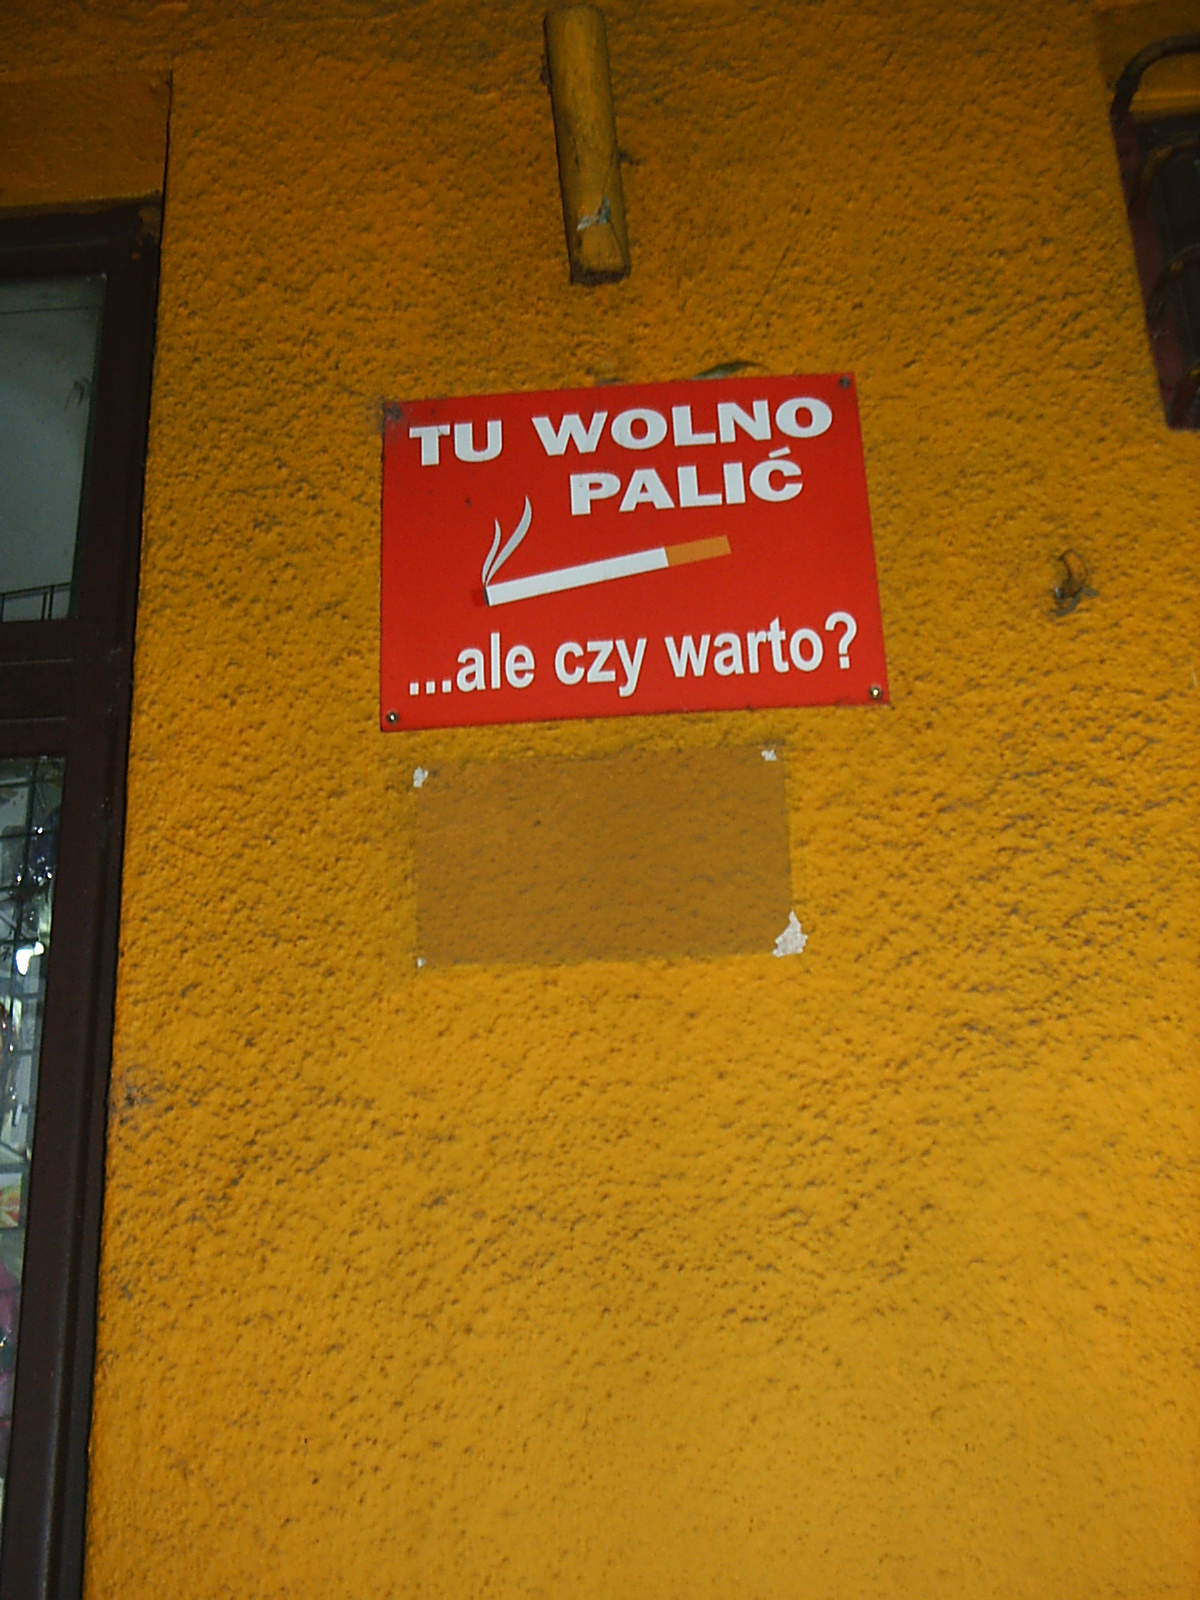 TU WOLNO
PALIĆ
...ale czy warto?